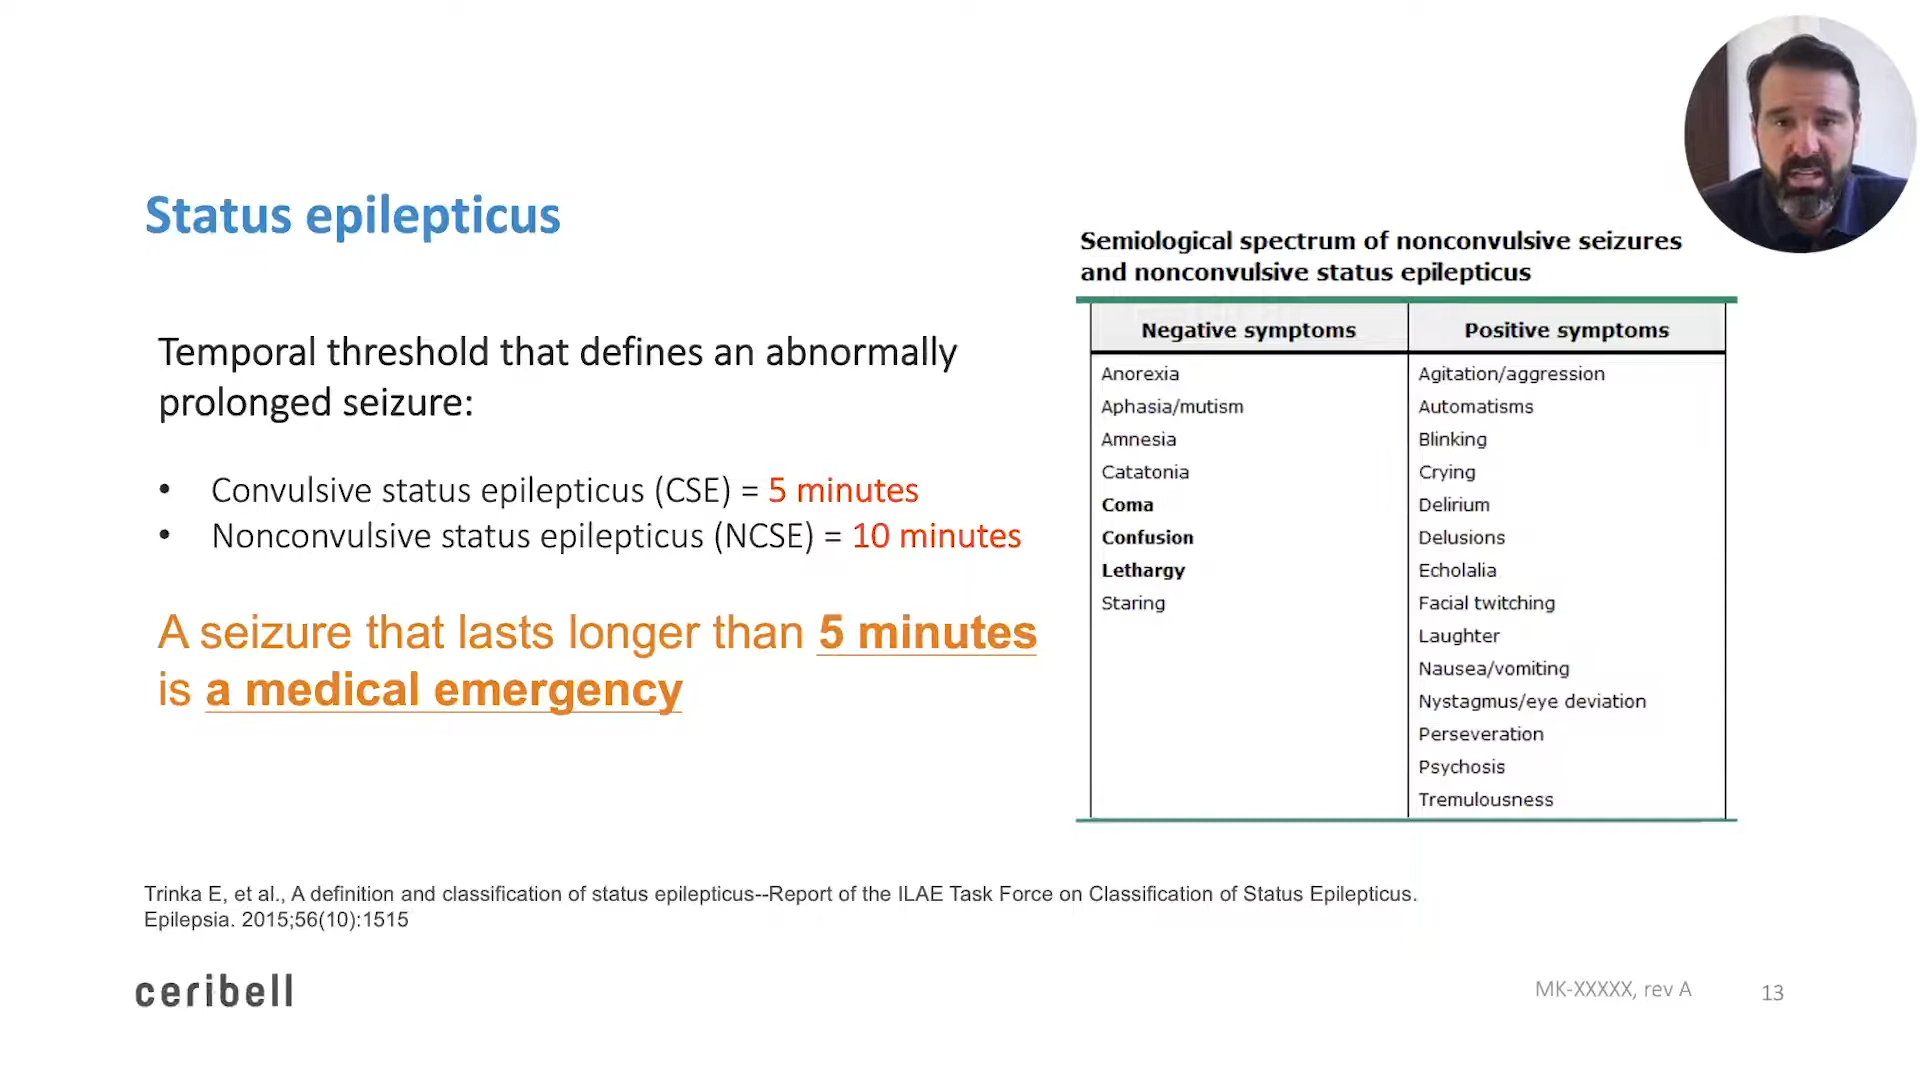 Status epilepticus
Temporal threshold that defines an abnormally
prolonged seizure:
• Convulsive status epilepticus (CSE) = 5 minutes
• Nonconvulsive status epilepticus (NCSE) = 10 minutes
A seizure that lasts longer than 5 minutes
is a medical emergency
Semiological spectrum of nonconvulsive seizures
and nonconvulsive status epilepticus
Negative symptoms
Anorexia
Aphasia/mutism
Amnesia
Catatonia
Coma
Confusion
Lethargy
Staring
Positive symptoms
Agitation/aggression
Automatisms
Blinking
Crying
Delirium
Delusions
Echolalia
Facial twitching
Laughter
Nausea/vomiting
Nystagmus/eye deviation
Perseveration
Psychosis
Tremulousness
Trinka E, et al., A definition and classification of status epilepticus--Report of the ILAE Task Force on Classification of Status Epilepticus.
Epilepsia. 2015;56(10):1515
ceribell
MK-XXXXX, rev A
13